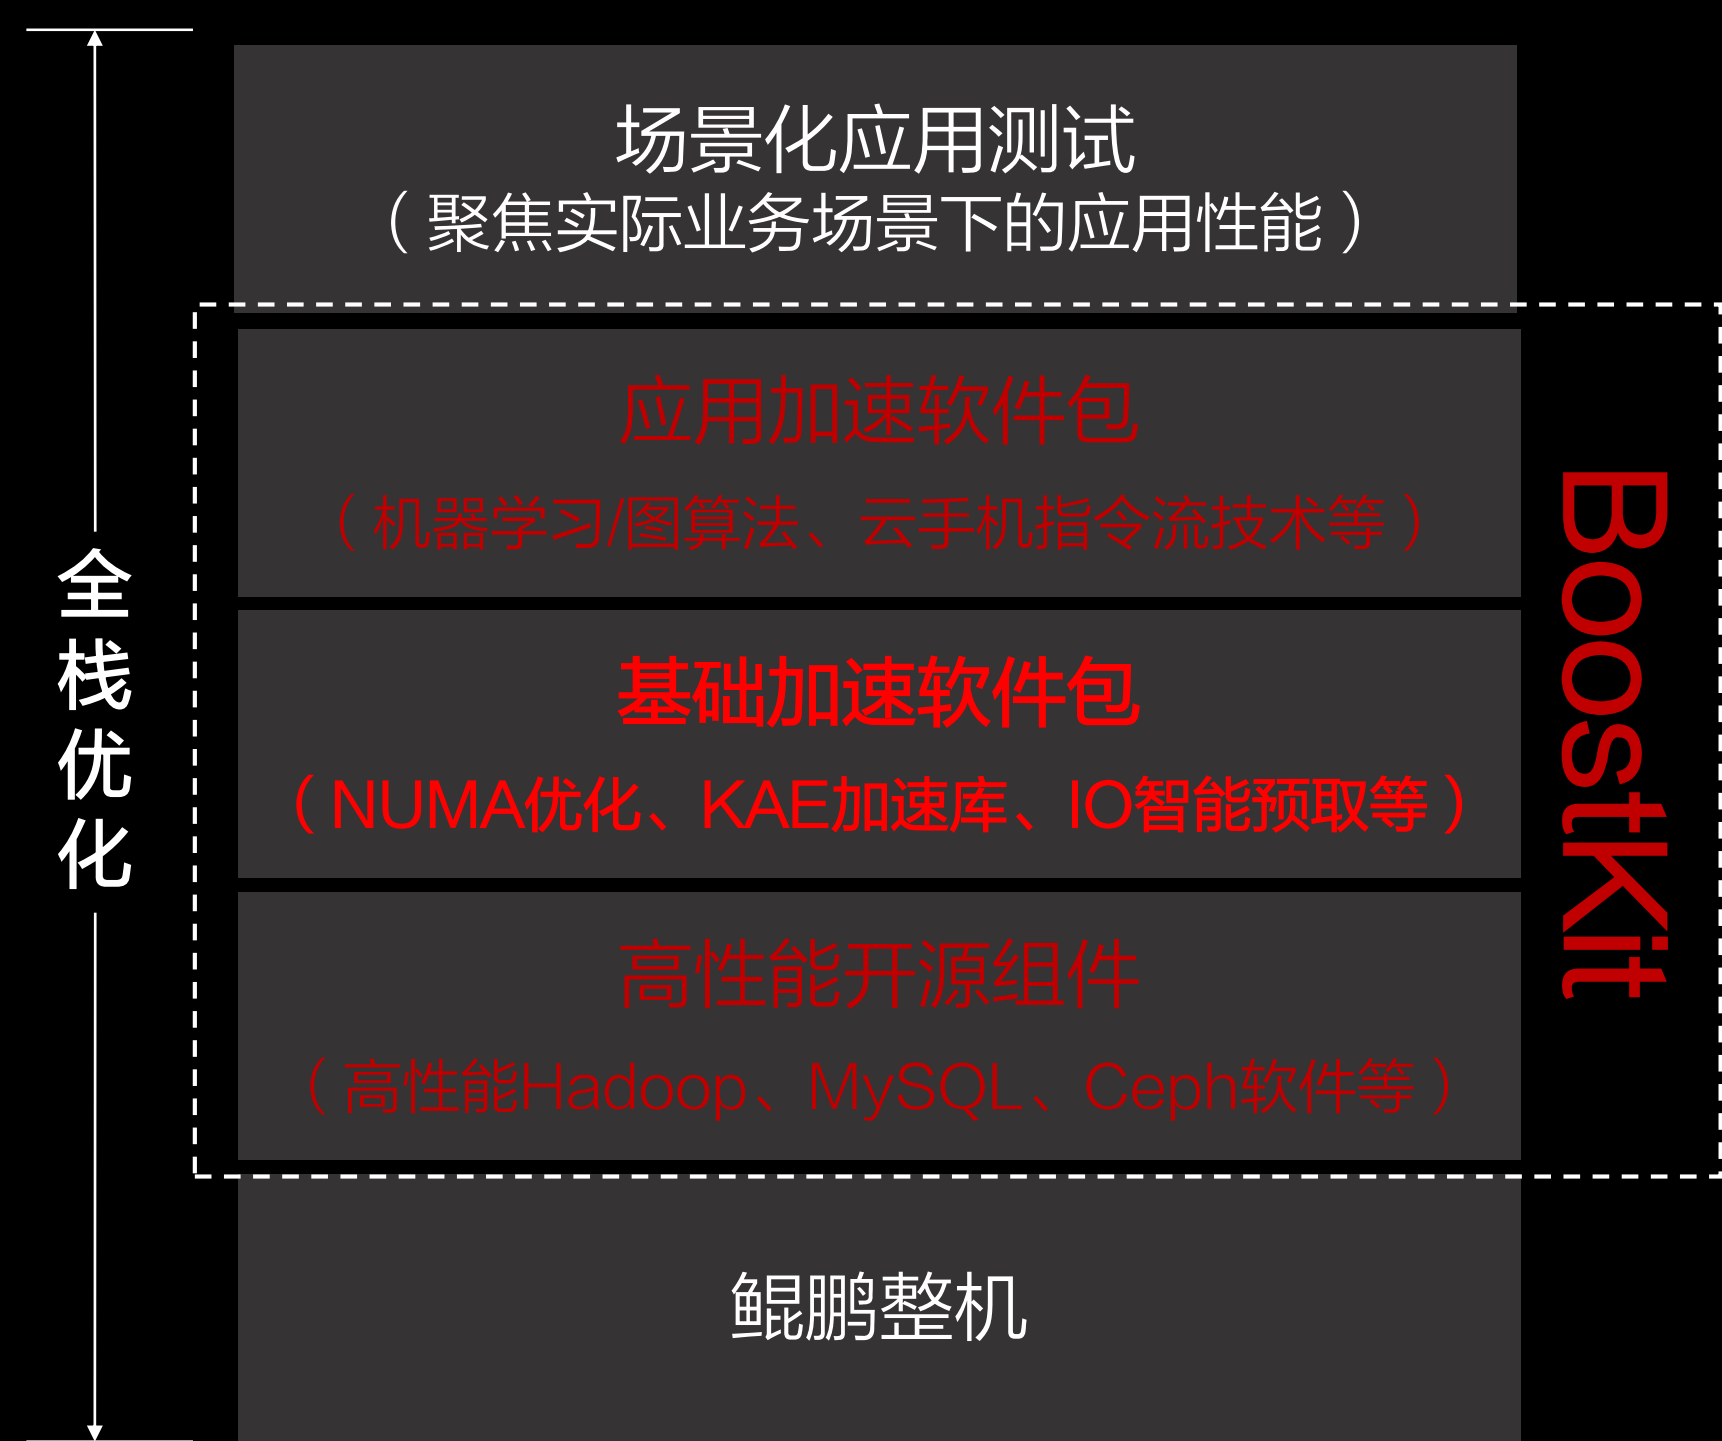 场景化应用测试
（聚焦实际业务场景下的应用性能）
应用加速软件包
（机器学习/图算法、云手机指令流技术等）
基础加速软件包
（NUMA优化、KAE加速库、IO智能预取等）
高性能开源组件
（高性能Hadoop、MySQL、Ceph软件等）
鲲鹏整机
全栈优化
BoostKit